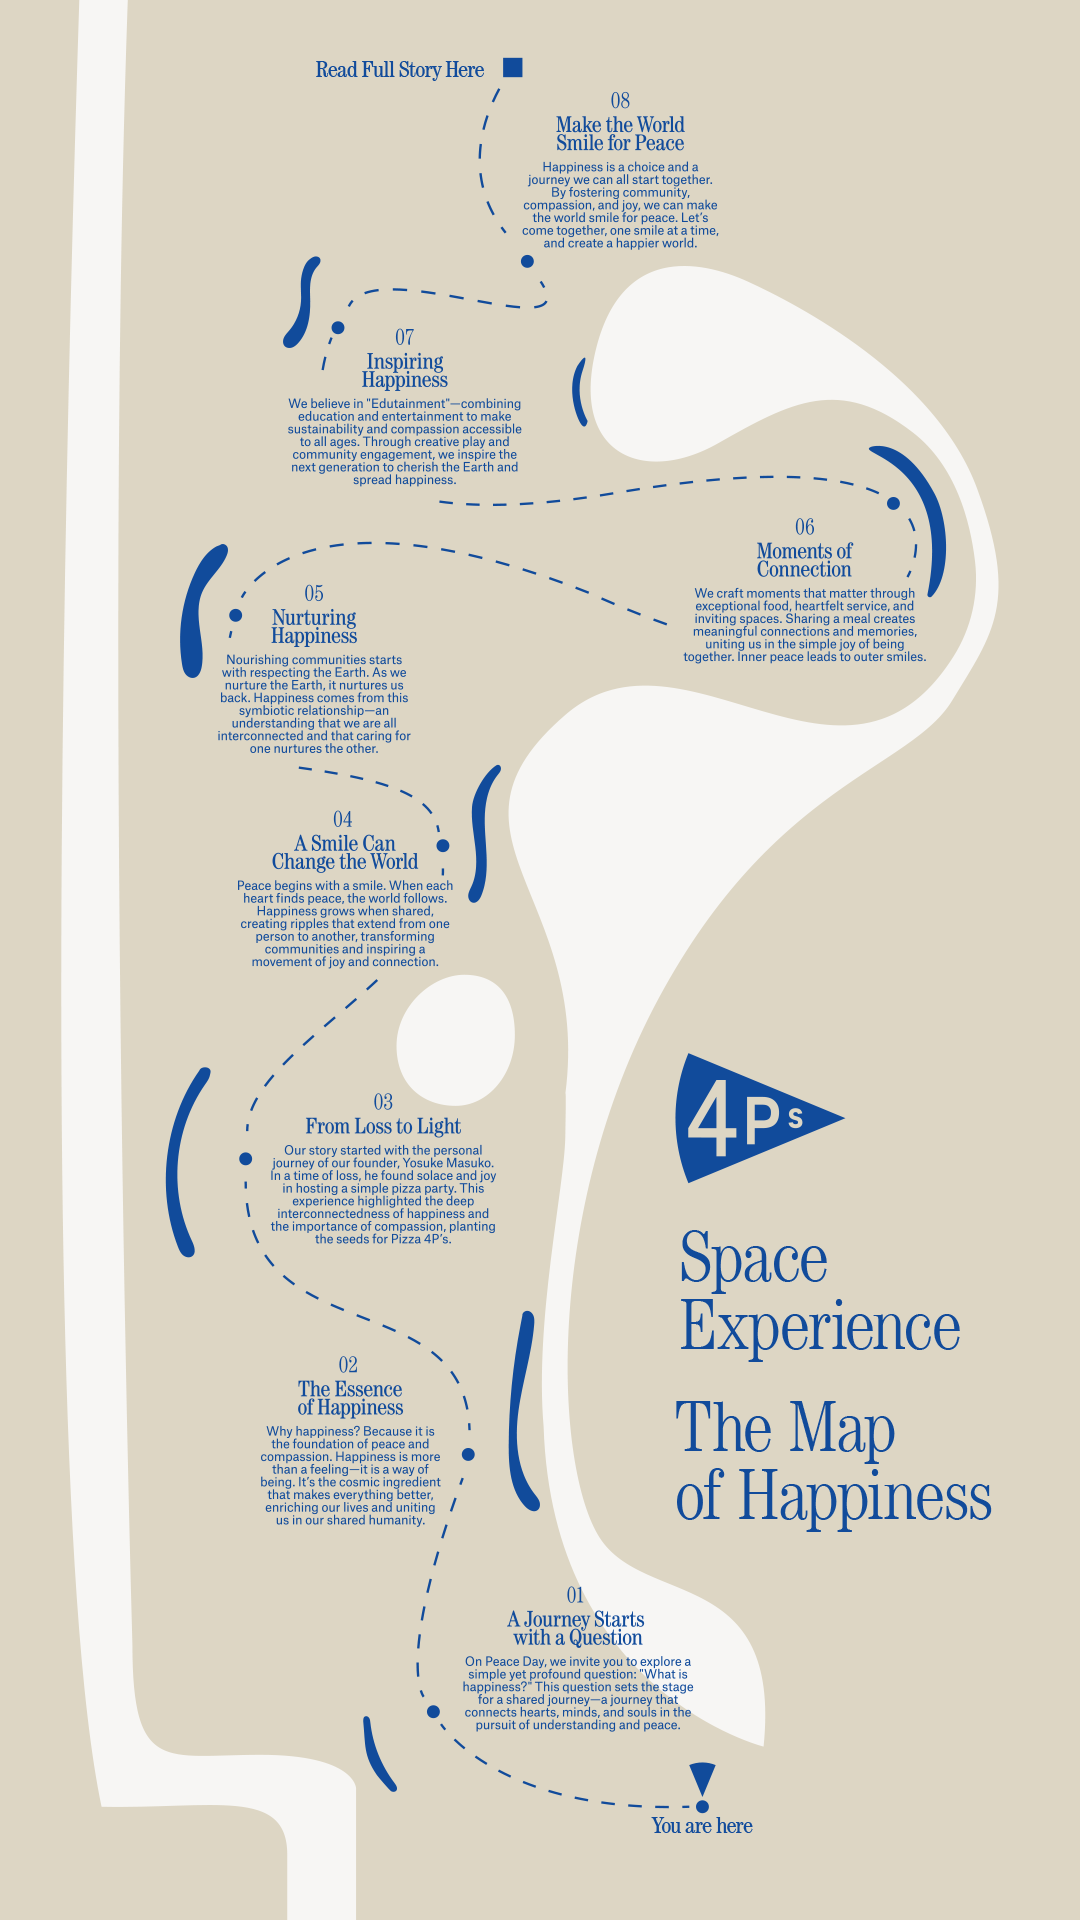 Read Full Story Here
08
Make the World
Smile for Peace
Happiness is a choice and a
journey we can all start together.
By fostering community,
compassion, and joy, we can make
the world smile for peace. Let's
come together, one smile at a time,
and create a happier world.
07
Inspiring
Happiness
We believe in "Edutainment"—combining
education and entertainment to make
sustainability and compassion accessible
to all ages. Through creative play and
community engagement, we inspire the
next generation to cherish the Earth and
spread happiness.
06
Moments of
Connection
We craft moments that matter through
exceptional food, heartfelt service, and
inviting spaces. Sharing a meal creates
meaningful connections and memories,
uniting us in the simple joy of being
together. Inner peace leads to outer smiles.
05
Nurturing
Happiness
Nourishing communities starts
with respecting the Earth. As we
nurture the Earth, it nurtures us
back. Happiness comes from this
symbiotic relationship—an
understanding that we are all
interconnected and that caring for
one nurtures the other.
04
A Smile Can
Change the World
Peace begins with a smile. When each
heart finds peace, the world follows.
Happiness grows when shared,
creating ripples that extend from one
person to another, transforming
communities and inspiring a
movement of joy and connection.
03
From Loss to Light
Our story started with the personal
journey of our founder, Yosuke Masuko.
In a time of loss, he found solace and joy
in hosting a simple pizza party. This
experience highlighted the deep
interconnectedness of happiness and
the importance of compassion, planting
the seeds for Pizza 4P's.
4Ps
Space
Experience
The Map
of Happiness
02
The Essence
of Happiness
Why happiness? Because it is
the foundation of peace and
compassion. Happiness is more
than a feeling—it is a way of
being. It's the cosmic ingredient
that makes everything better,
enriching our lives and uniting
us in our shared humanity.
01
A Journey Starts
with a Question
On Peace Day, we invite you to explore a
simple yet profound question: "What is
happiness?" This question sets the stage
for a shared journey—a journey that
connects hearts, minds, and souls in the
pursuit of understanding and peace.
You are here